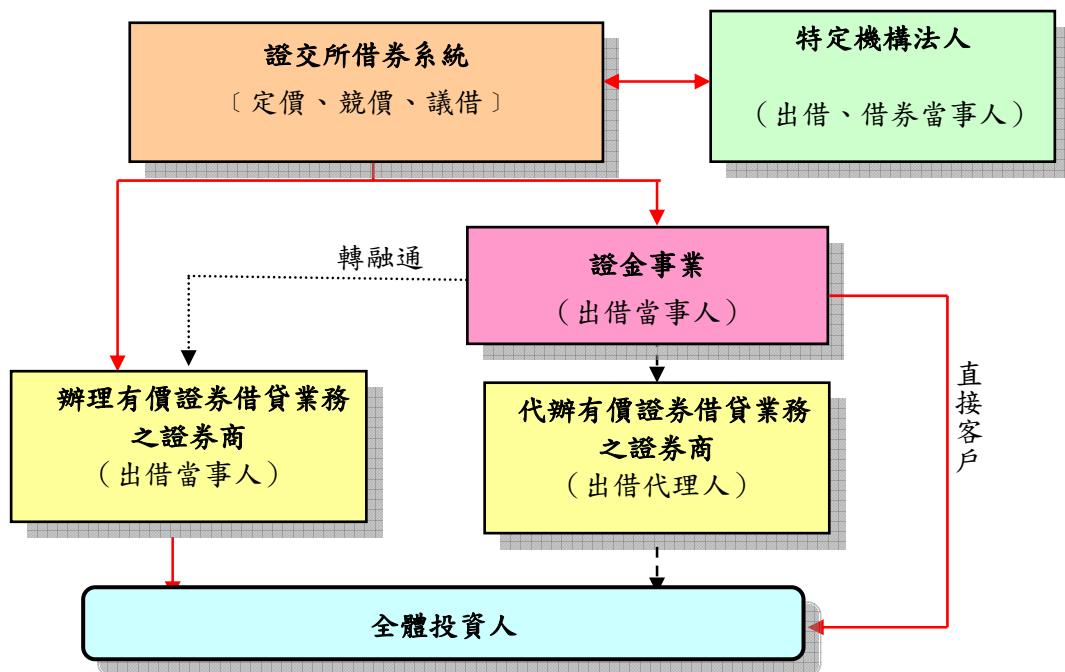 證交所借券系統
﹝定價、競價、議借﹞
特定機構法人
（出借、借券當事人）
轉融通
證金事業
（出借當事人）
直接客戶
辦理有價證券借貸業務
之證券商
（出借當事人）
代辦有價證券借貸業務
之證券商
（出借代理人）
全體投資人